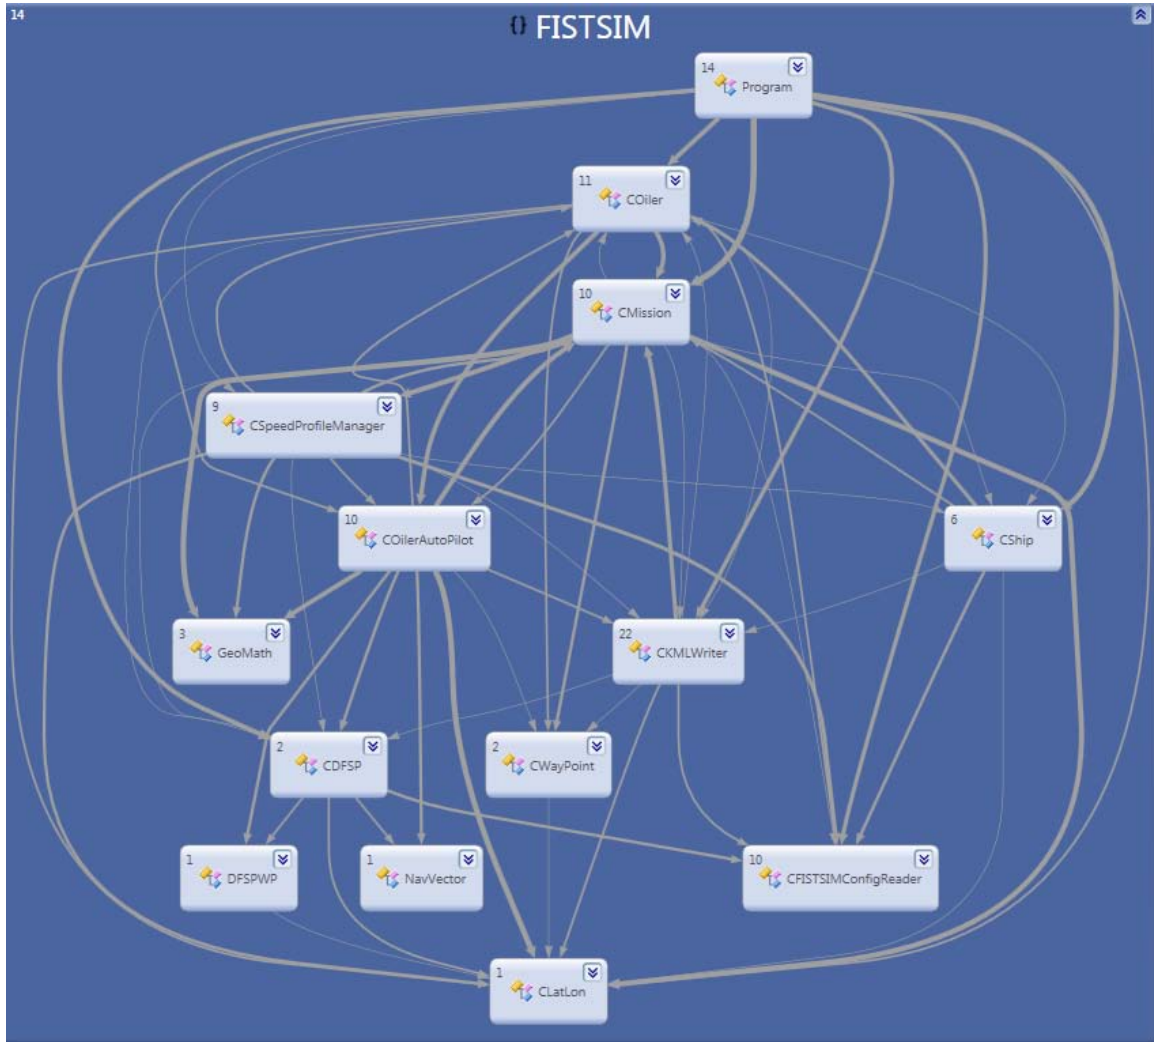 14
{} FISTSIM
14
Program
11
COiler
10
CMission
9
CSpeedProfileManager
10
COilerAutoPilot
6
CShip
3
GeoMath
22
CKMLWriter
2
CDFSP
2
CWayPoint
1
DFSPWP
1
NavVector
10
CFISTSIMConfigReader
1
CLatLon